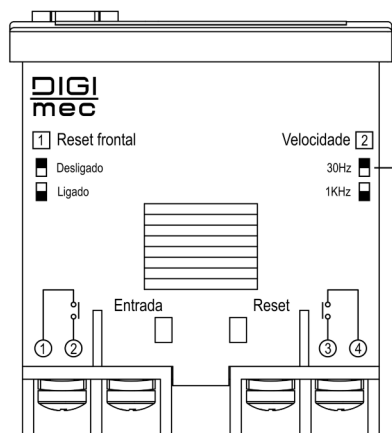 DIGI
mec
1 Reset frontal
Velocidade 2
Desligado
30Hz
Ligado
1KHz
Entrada
Reset
1 2
3 4